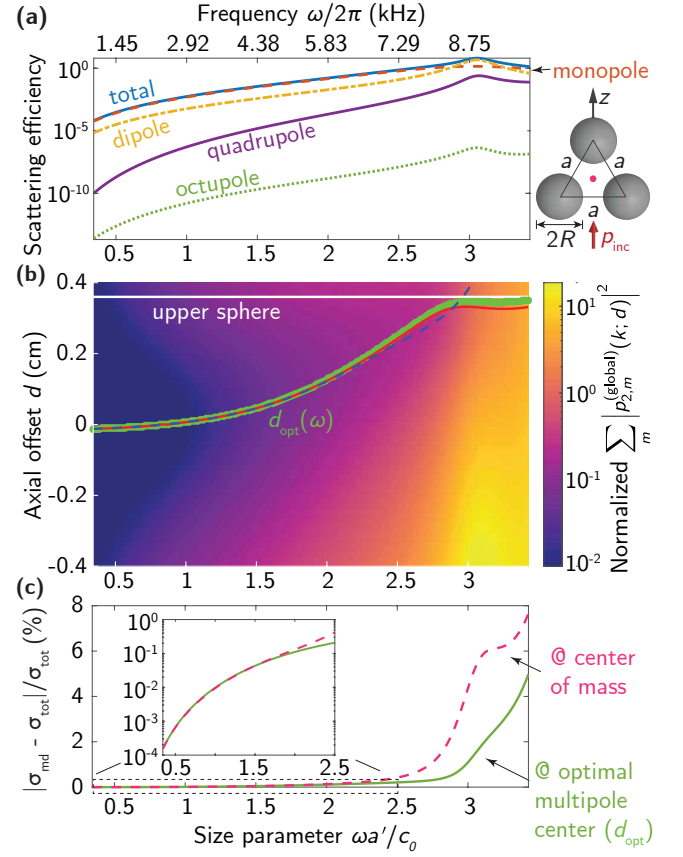 (a)
Frequency ω/2π (kHz)
1.45 2.92 4.38 5.83 7.29 8.75
Scattering efficiency
10^0
10^-5
10^-10
total
dipole
quadrupole
octupole
monopole
z
a a
a
2R p_inc
0.5 1 1.5 2 2.5 3
(b)
Axial offset d (cm)
0.4
0.2
0
-0.2
-0.4
upper sphere
d_opt(ω)
0.5 1 1.5 2 2.5 3
10^1
10^0
10^-1
10^-2
Normalized ∑_m |p_{2,m}^{(global)}(k; d)|^2
(c)
|σ_md - σ_tot|/σ_tot (%)
8
6
4
2
0
10^0
10^-1
10^-2
10^-3
10^-4
0.5 1.5 2.5
@ center
of mass
@ optimal
multipole
center (d_opt)
0.5 1 1.5 2 2.5 3
Size parameter ωa'/c_0